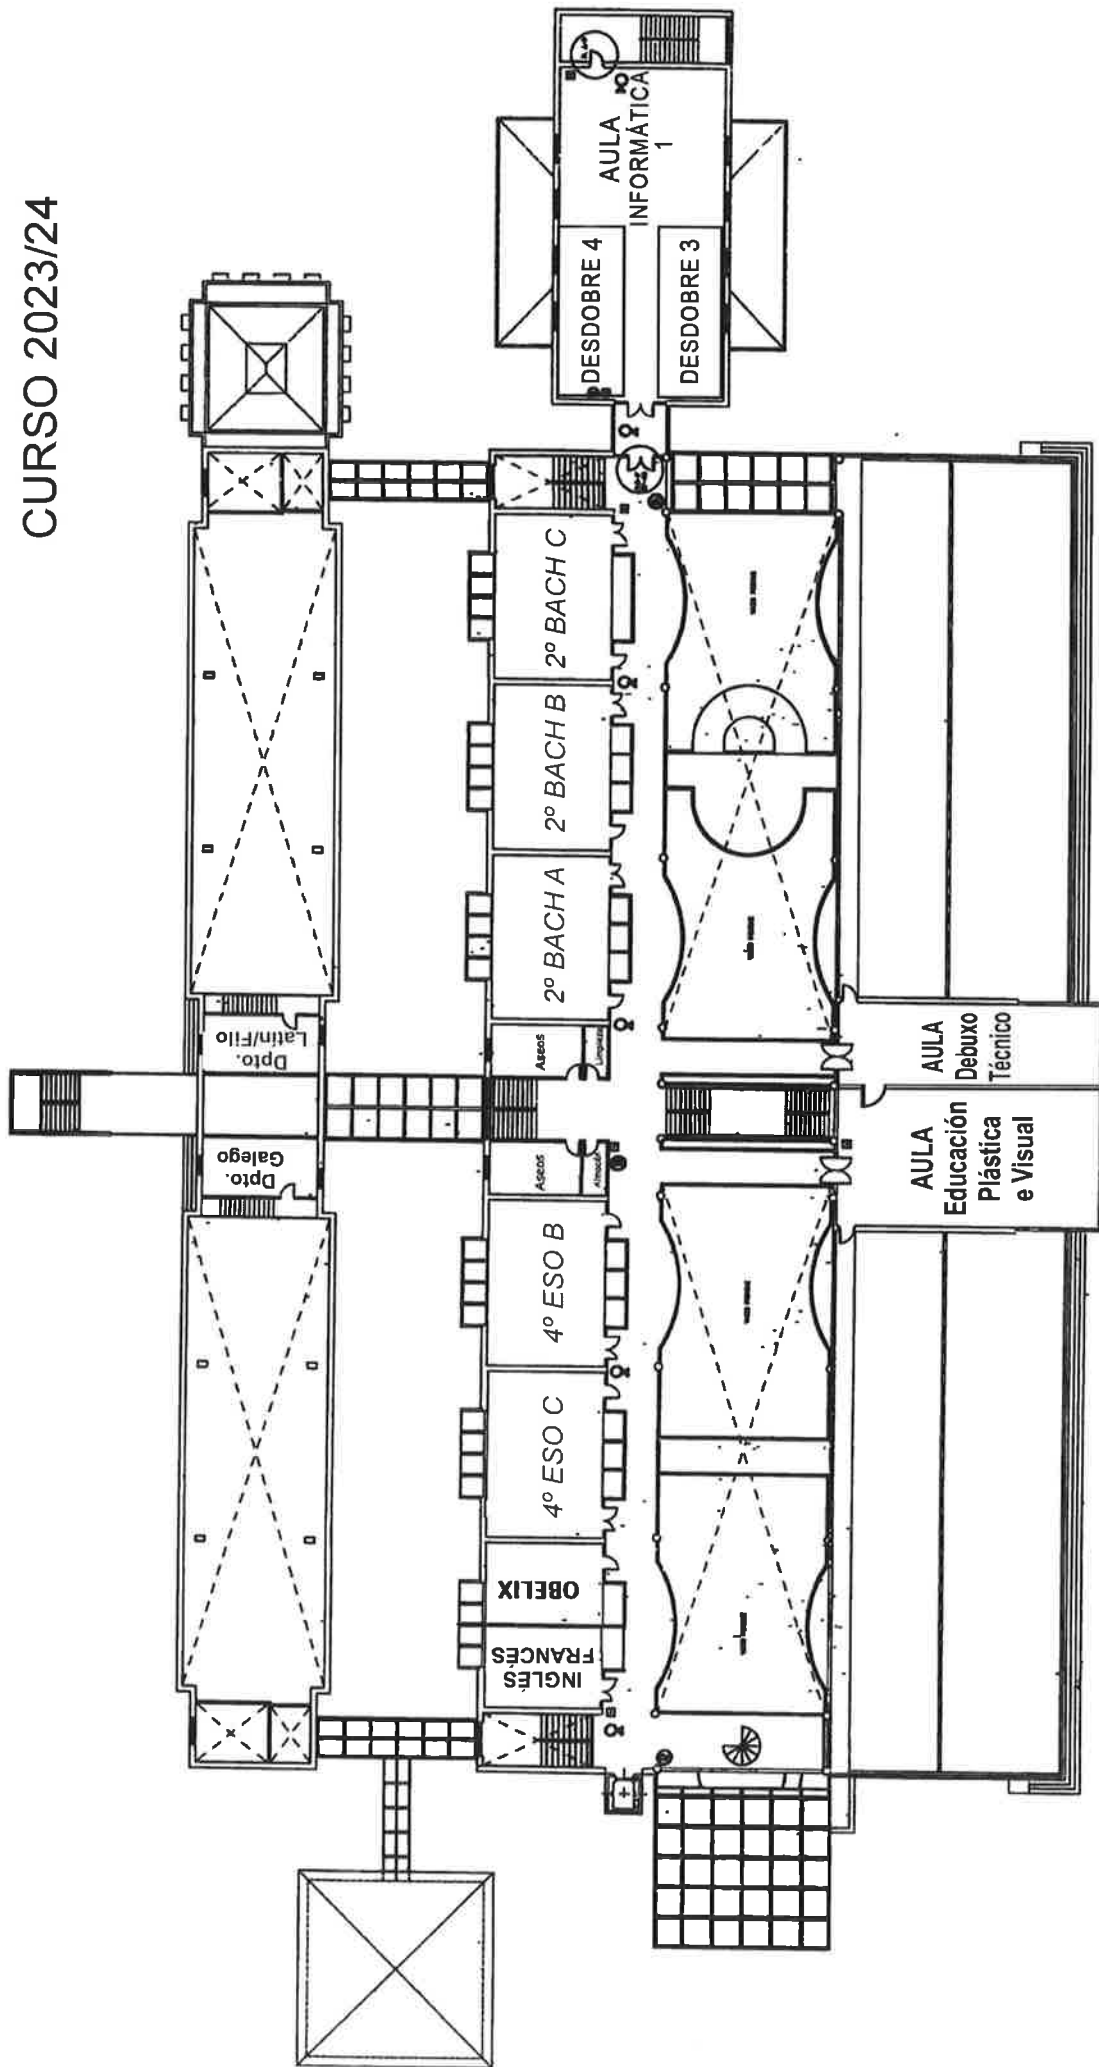 CURSO 2023/24
AULA
INFORMÁTICA
1
DESDOBRE 4
DESDOBRE 3
2º BACH C
2º BACH B
2º BACH A
Dpto.
Latín/Filo
Aseos
Limpieza
Dpto.
Galego
Aseos
Almacén
AULA
Debuxo
Técnico
AULA
Educación
Plástica
e Visual
4º ESO B
4º ESO C
OBELIX
INGLÉS
FRANCÉS